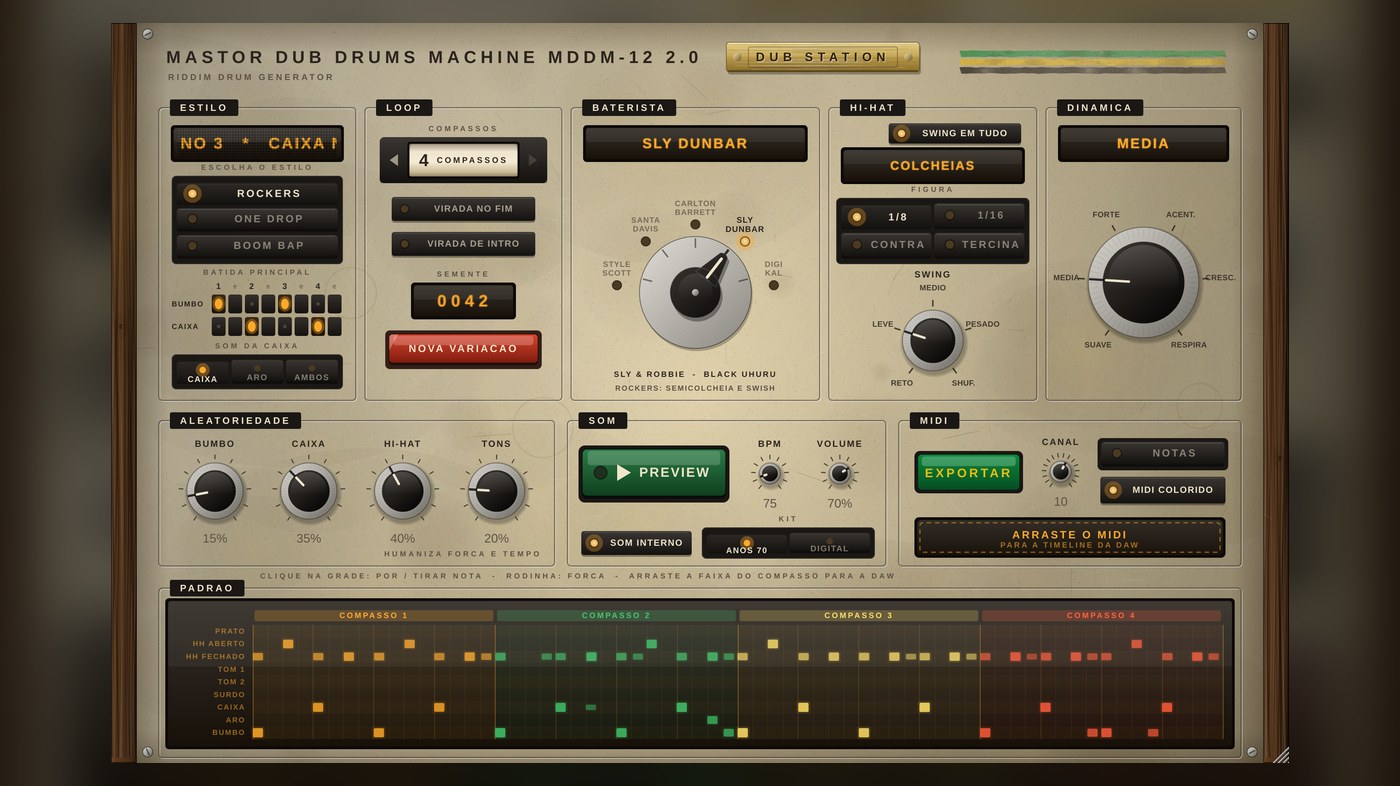 MASTOR DUB DRUMS MACHINE MDDM-12 2.0
DUB STATION
RIDDIM DRUM GENERATOR
ESTILO
NO 3 * CAIXA
ESCOLHA O ESTILO
ROCKERS
ONE DROP
BOOM BAP
BATIDA PRINCIPAL
1 e 2 e 3 e 4 e
BUMBO
CAIXA
SOM DA CAIXA
CAIXA
ARO
AMBOS
LOOP
COMPASSOS
4 COMPASSOS
VIRADA NO FIM
VIRADA DE INTRO
SEMENTE
0042
NOVA VARIACAO
BATERISTA
SLY DUNBAR
CARLTON
BARRETT
SANTA
DAVIS
SLY
DUNBAR
STYLE
SCOTT
DIGI
KAL
SLY & ROBBIE - BLACK UHURU
ROCKERS: SEMICOLCHEIA E SWISH
HI-HAT
SWING EM TUDO
COLCHEIAS
FIGURA
1/8
1/16
CONTRA
TERCINA
SWING
MEDIO
LEVE
PESADO
RETO
SHUF.
DINAMICA
MEDIA
FORTE
ACENT.
MEDIA
CRESC.
SUAVE
RESPIRA
ALEATORIEDADE
BUMBO
CAIXA
HI-HAT
TONS
15%
35%
40%
20%
HUMANIZA FORCA E TEMPO
SOM
PREVIEW
BPM
VOLUME
75
70%
KIT
SOM INTERNO
ANOS 70
DIGITAL
MIDI
EXPORTAR
CANAL
10
NOTAS
MIDI COLORIDO
ARRASTE O MIDI
PARA A TIMELINE DA DAW
CLIQUE NA GRADE: POR / TIRAR NOTA - RODINHA: FORCA - ARRASTE A FAIXA DO COMPASSO PARA A DAW
PADRAO
COMPASSO 1
COMPASSO 2
COMPASSO 3
COMPASSO 4
PRATO
HH ABERTO
HH FECHADO
TOM 1
TOM 2
SURDO
CAIXA
ARO
BUMBO